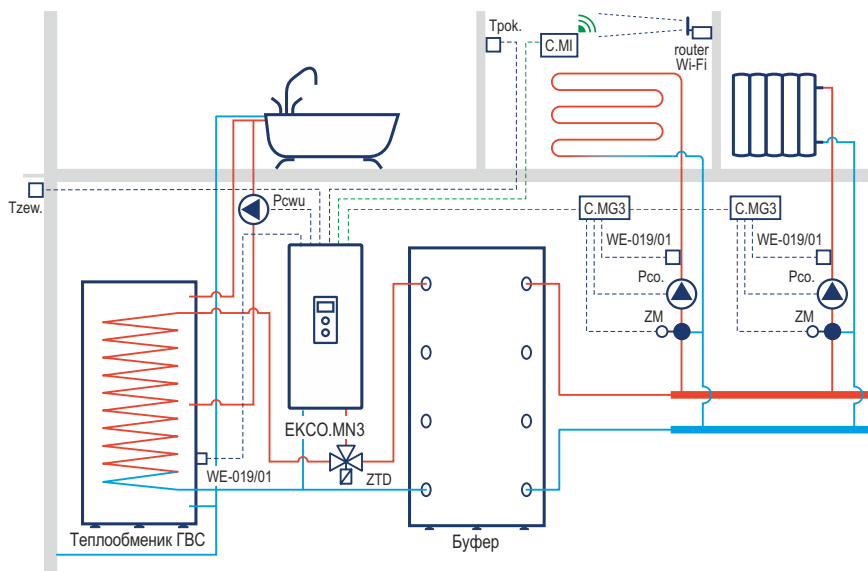 Tpok.
C.MI
router
Wi-Fi
Tzew.
Pcwu
C.MG3
C.MG3
WE-019/01
WE-019/01
Pco.
Pco.
ZM
ZM
EKCO.MN3
WE-019/01
ZTD
Теплообменик ГВС
Буфер